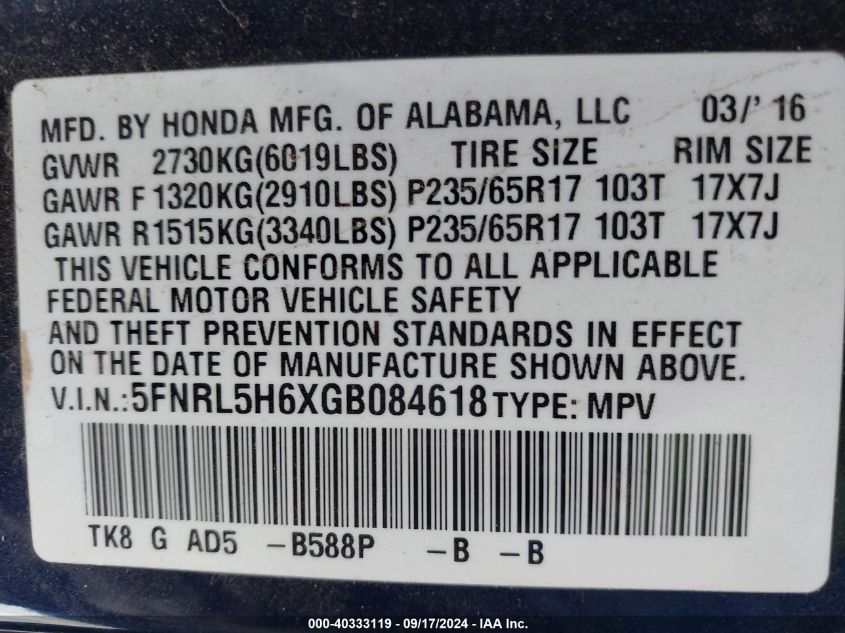 MFD. BY HONDA MFG. OF ALABAMA, LLC 03/' 16
GVWR 2730KG(6019LBS) TIRE SIZE RIM SIZE
GAWR F 1320KG(2910LBS) P235/65R17 103T 17X7J
GAWR R1515KG(3340LBS) P235/65R17 103T 17X7J
THIS VEHICLE CONFORMS TO ALL APPLICABLE
FEDERAL MOTOR VEHICLE SAFETY
AND THEFT PREVENTION STANDARDS IN EFFECT
ON THE DATE OF MANUFACTURE SHOWN ABOVE.
V.I.N.:5FNRL5H6XGB084618 TYPE: MPV
TK8 G AD5 -B588P -B -B
000-40333119 - 09/17/2024 - IAA Inc.